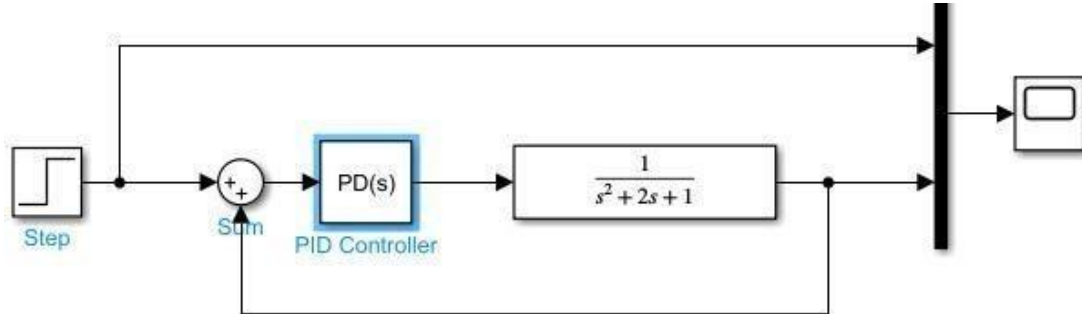 Step
+
+
Sum
PD(s)
PID Controller
1
s² + 2s + 1